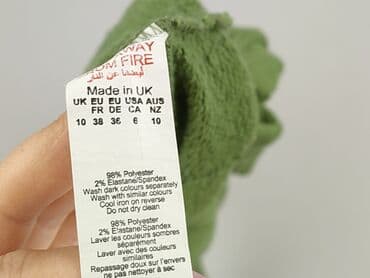 WAY
FROM FIRE
Made in UK
UK EU EU USA AUS
FR DE CA NZ
10 38 36 6 10
98% Polyester
2% Elastane/Spandex
Wash dark colours separately
Wash with similar colours
Cool iron on reverse
Do not dry clean
98% Polyester
2% Elastane/Spandex
Laver les couleurs sombres
séparément
Laver avec des couleurs
similaires
Repassage doux sur l'envers
ne pas nettoyer à sec